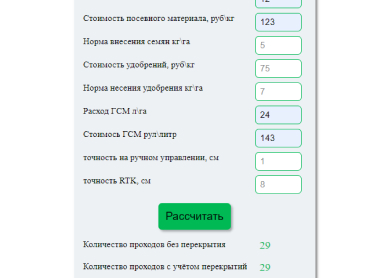 12
Стоимость посевного материала, руб\кг 123
Норма внесения семян кг\га 5
Стоимость удобрений, руб\кг 75
Норма несения удобрения кг\га 7
Расход ГСМ л\га 24
Стоимось ГСМ рул\литр 143
точность на ручном управлении, см 1
точность RTK, см 8
Рассчитать
Количество проходов без перекрытия 29
Количество проходов с учётом перекрытий 29